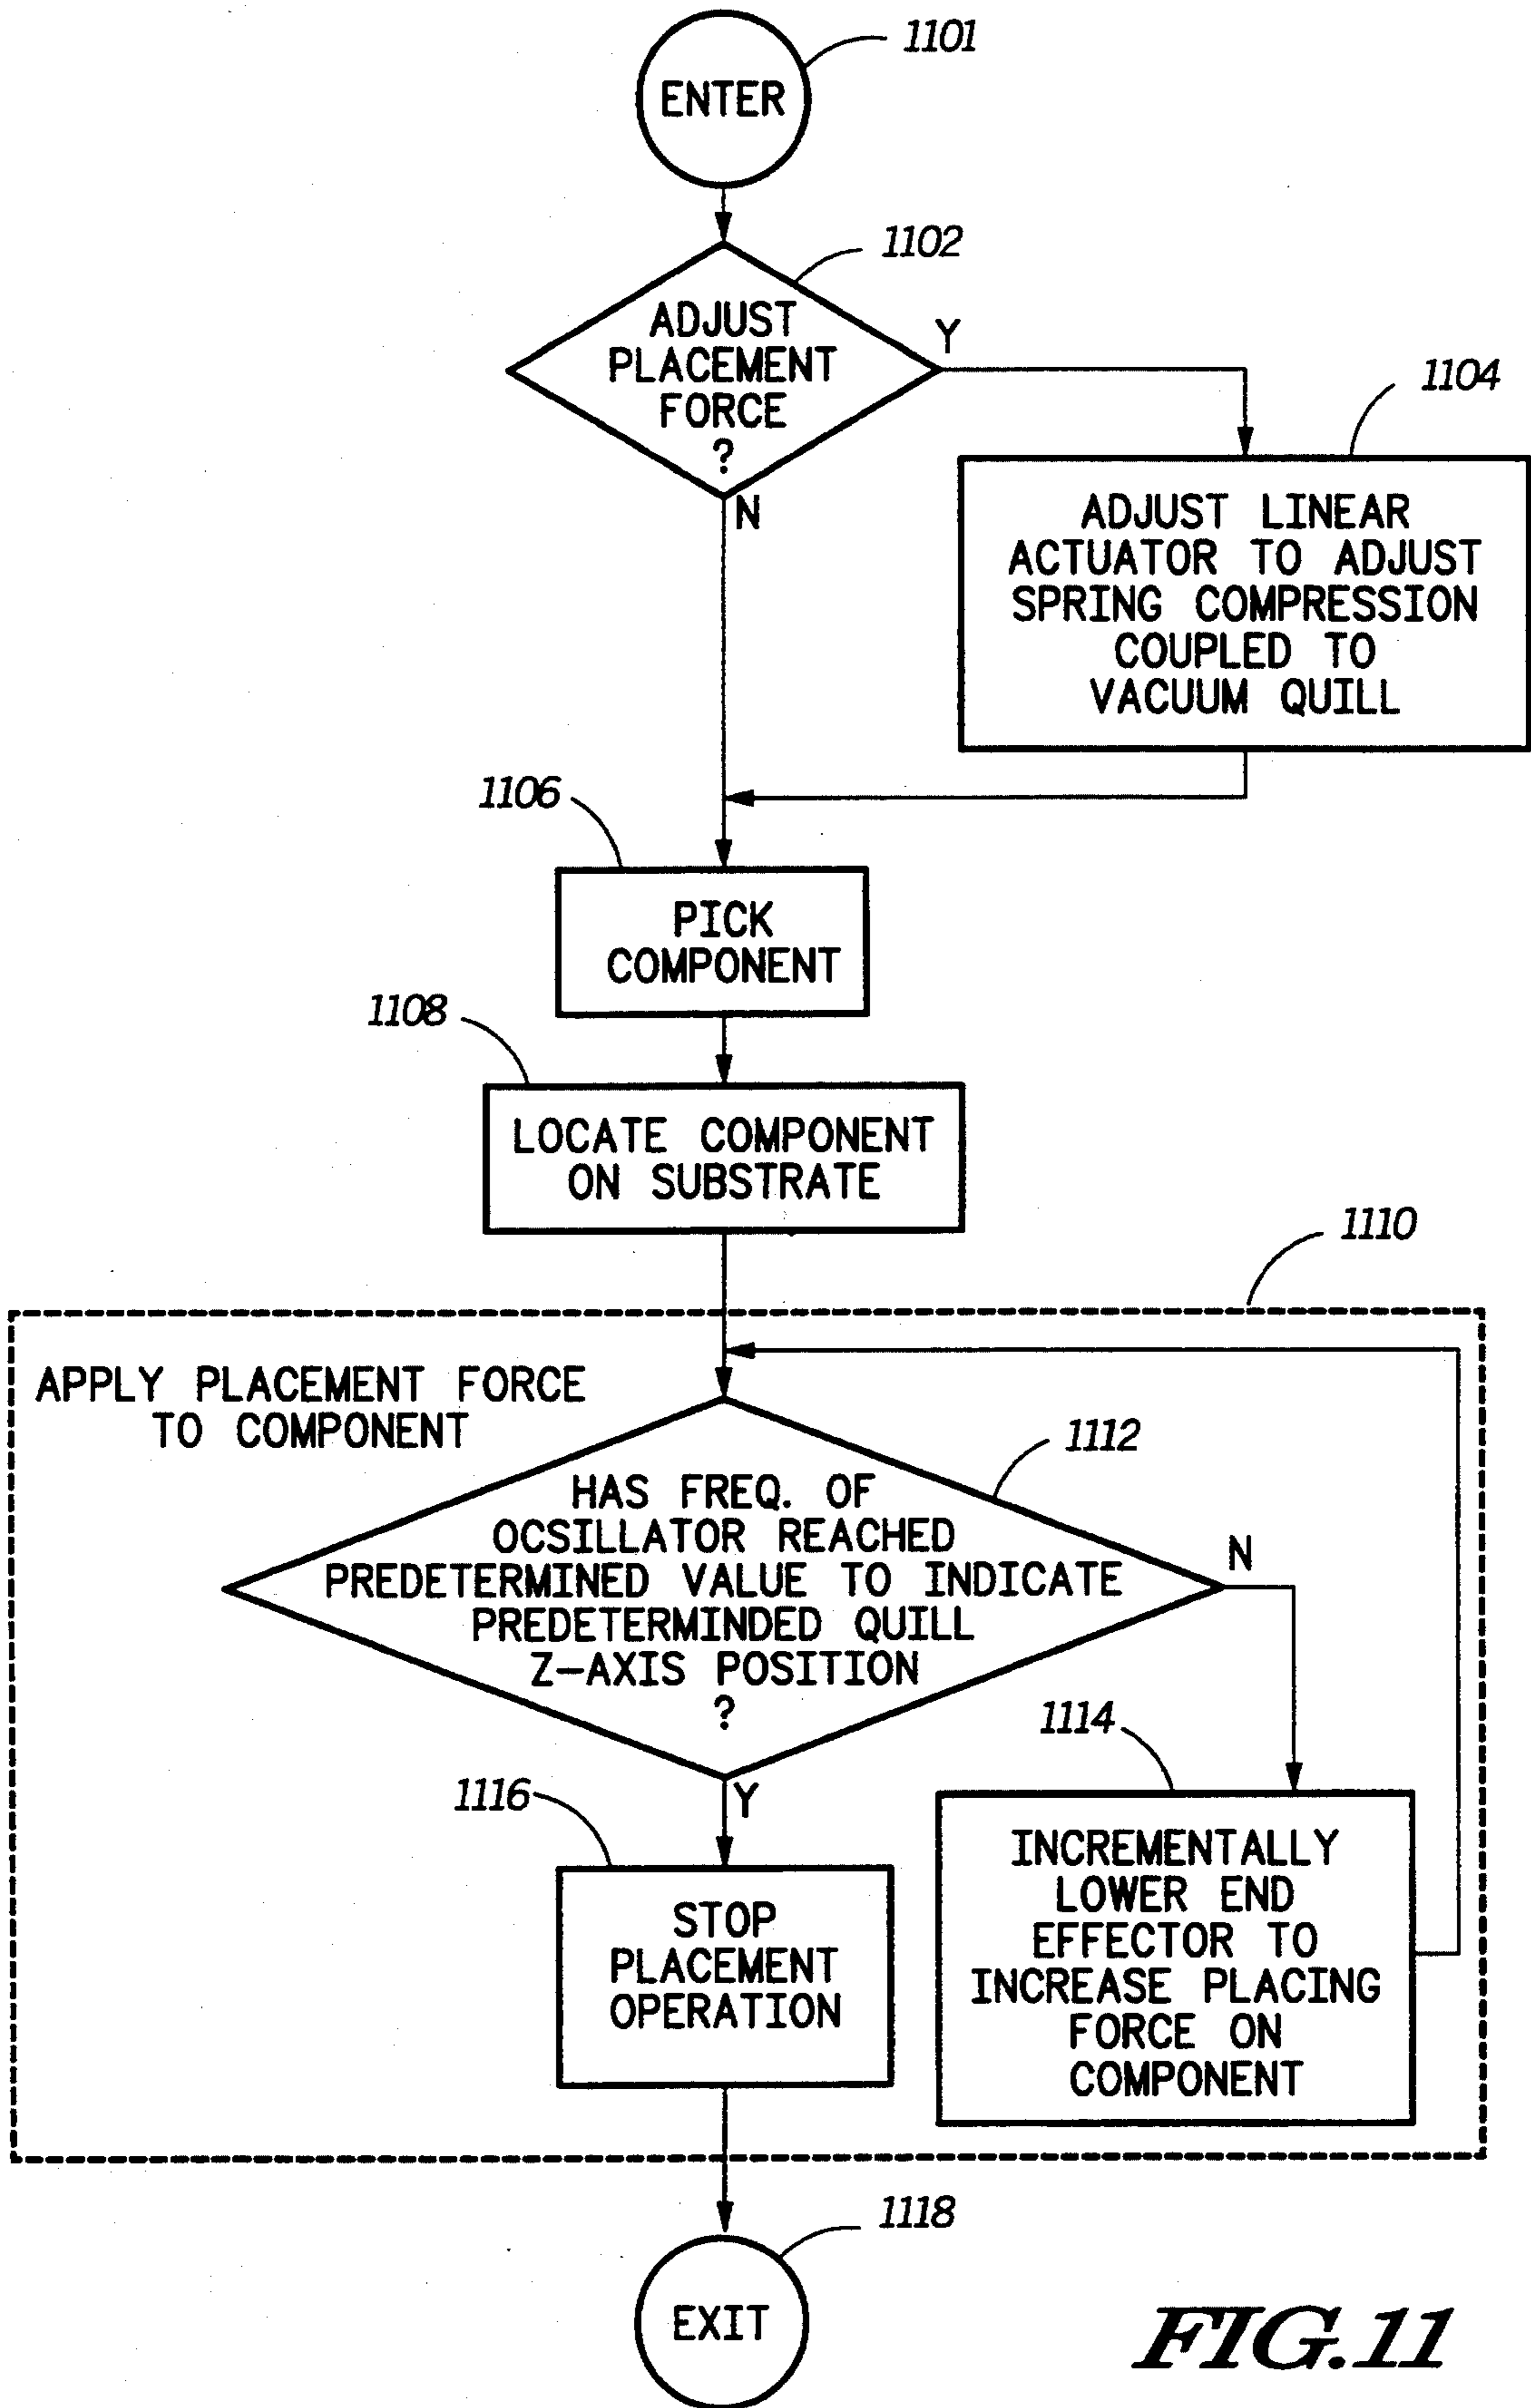 1101
ENTER
1102
ADJUST
PLACEMENT
FORCE
?
Y
N
1104
ADJUST LINEAR
ACTUATOR TO ADJUST
SPRING COMPRESSION
COUPLED TO
VACUUM QUILL
1106
PICK
COMPONENT
1108
LOCATE COMPONENT
ON SUBSTRATE
1110
APPLY PLACEMENT FORCE
TO COMPONENT
1112
HAS FREQ. OF
OCSILLATOR REACHED
PREDETERMINED VALUE TO INDICATE
PREDETERMINDED QUILL
Z-AXIS POSITION
?
N
Y
1114
INCREMENTALLY
LOWER END
EFFECTOR TO
INCREASE PLACING
FORCE ON
COMPONENT
1116
STOP
PLACEMENT
OPERATION
1118
EXIT
FIG.11